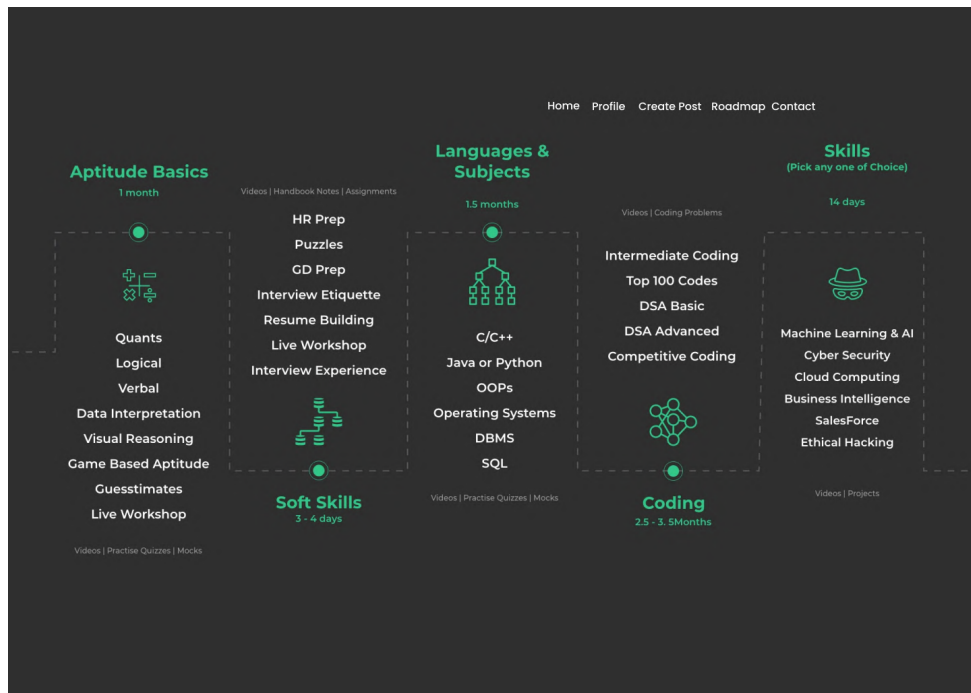 Home Profile Create Post Roadmap Contact
Aptitude Basics
1 month
Quants
Logical
Verbal
Data Interpretation
Visual Reasoning
Game Based Aptitude
Guesstimates
Live Workshop
Videos | Practise Quizzes | Mocks
Videos | Handbook Notes | Assignments
HR Prep
Puzzles
GD Prep
Interview Etiquette
Resume Building
Live Workshop
Interview Experience
Soft Skills
3 - 4 days
Languages &
Subjects
1.5 months
C/C++
Java or Python
OOPs
Operating Systems
DBMS
SQL
Videos | Practise Quizzes | Mocks
Videos | Coding Problems
Intermediate Coding
Top 100 Codes
DSA Basic
DSA Advanced
Competitive Coding
Coding
2.5 - 3. 5Months
Skills
(Pick any one of Choice)
14 days
Machine Learning & AI
Cyber Security
Cloud Computing
Business Intelligence
SalesForce
Ethical Hacking
Videos | Projects